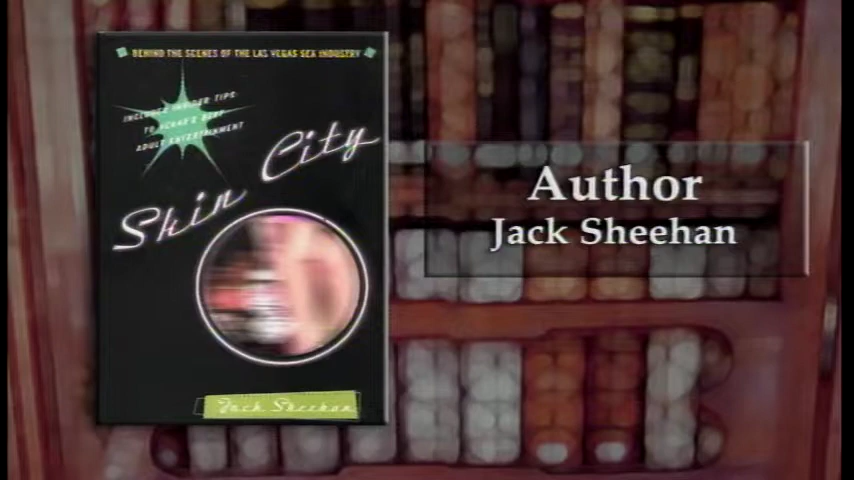 BEHIND THE SCENES OF THE LAS VEGAS SEX INDUSTRY
INCLUDES INSIDER TIPS
TO VEGAS'S BEST
ADULT ENTERTAINMENT
Skin City
Jack Sheehan
Author
Jack Sheehan